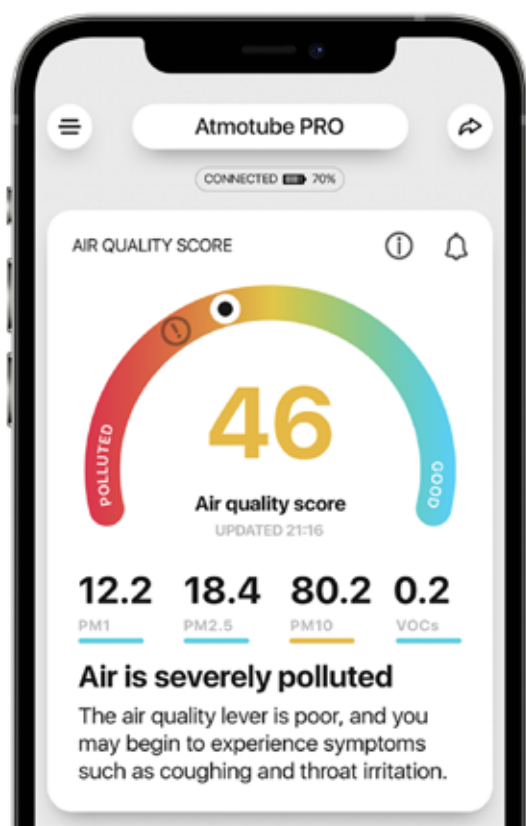 Atmotube PRO
CONNECTED 70%
AIR QUALITY SCORE
POLLUTED
GOOD
46
Air quality score
UPDATED 21:16
12.2 18.4 80.2 0.2
PM1 PM2.5 PM10 VOCs
Air is severely polluted
The air quality lever is poor, and you
may begin to experience symptoms
such as coughing and throat irritation.